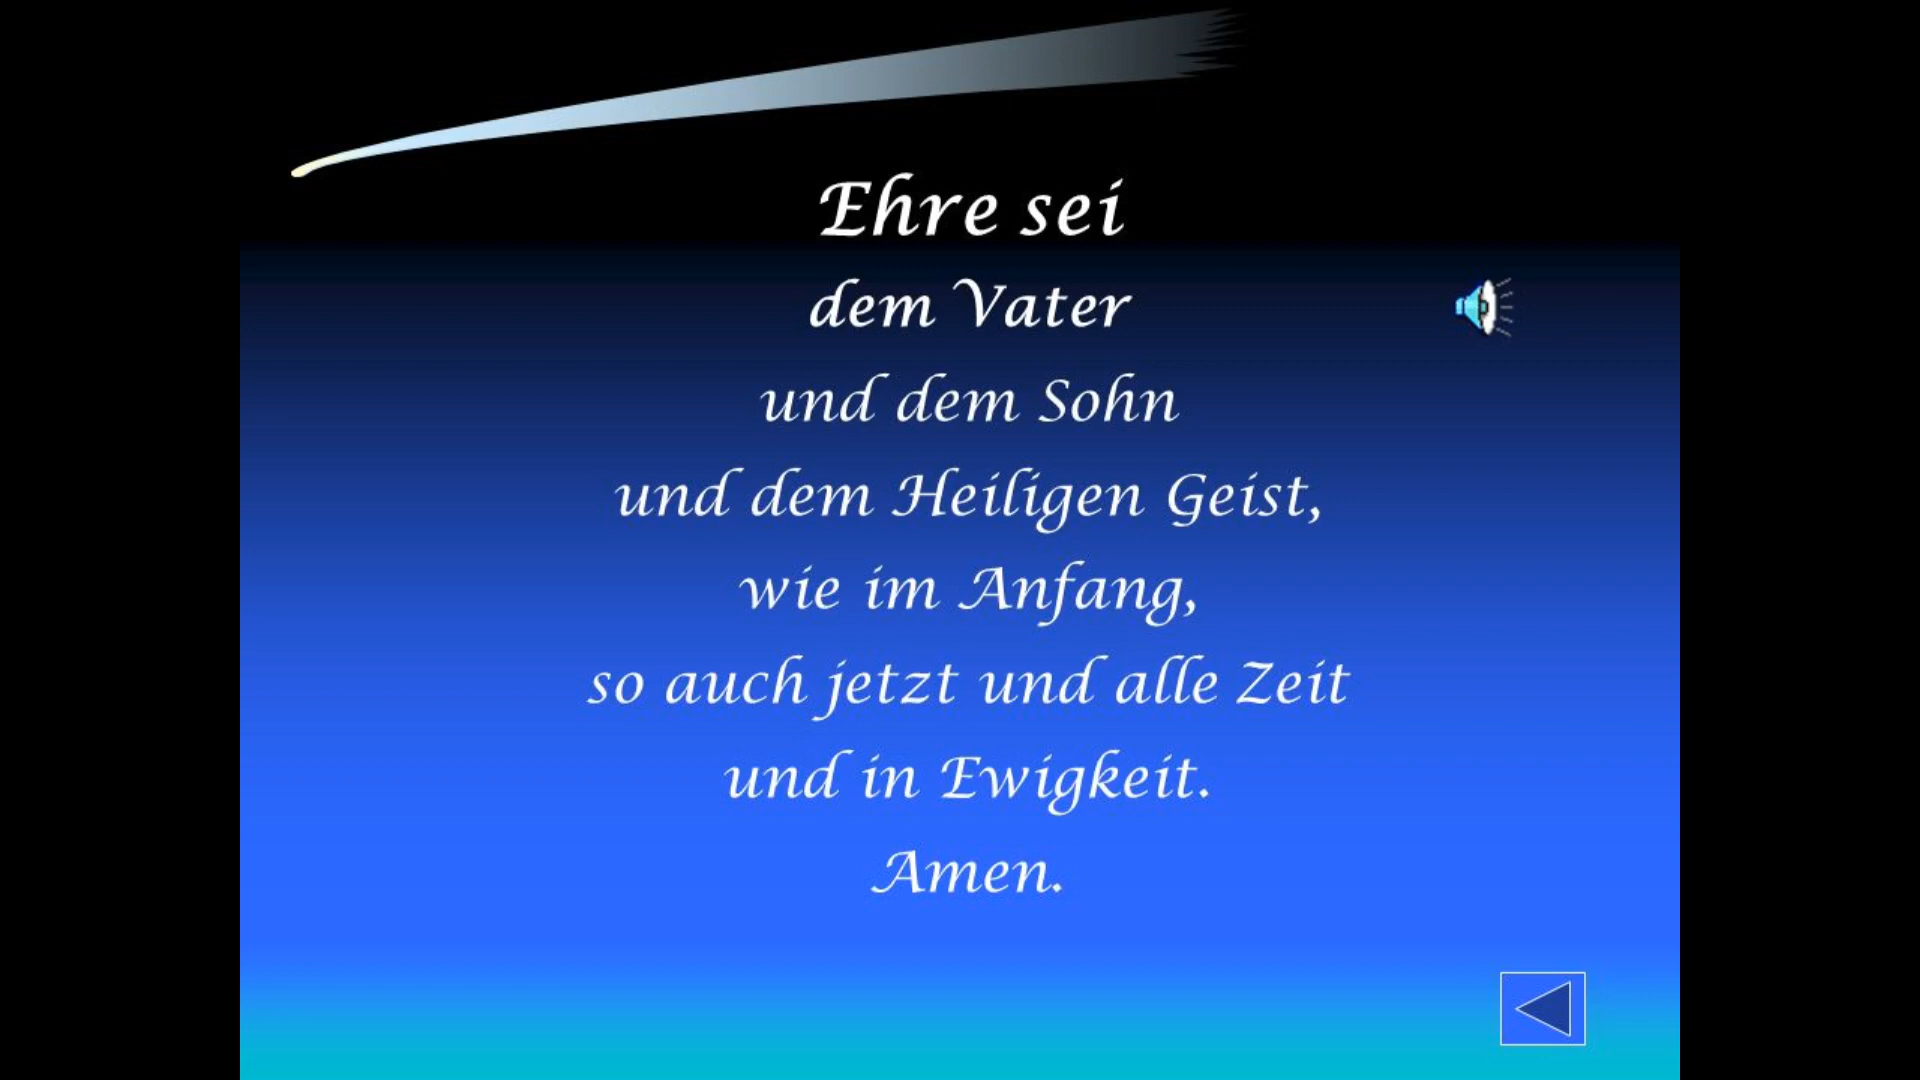 Ehre sei
dem Vater
und dem Sohn
und dem Heiligen Geist,
wie im Anfang,
so auch jetzt und alle Zeit
und in Ewigkeit.
Amen.